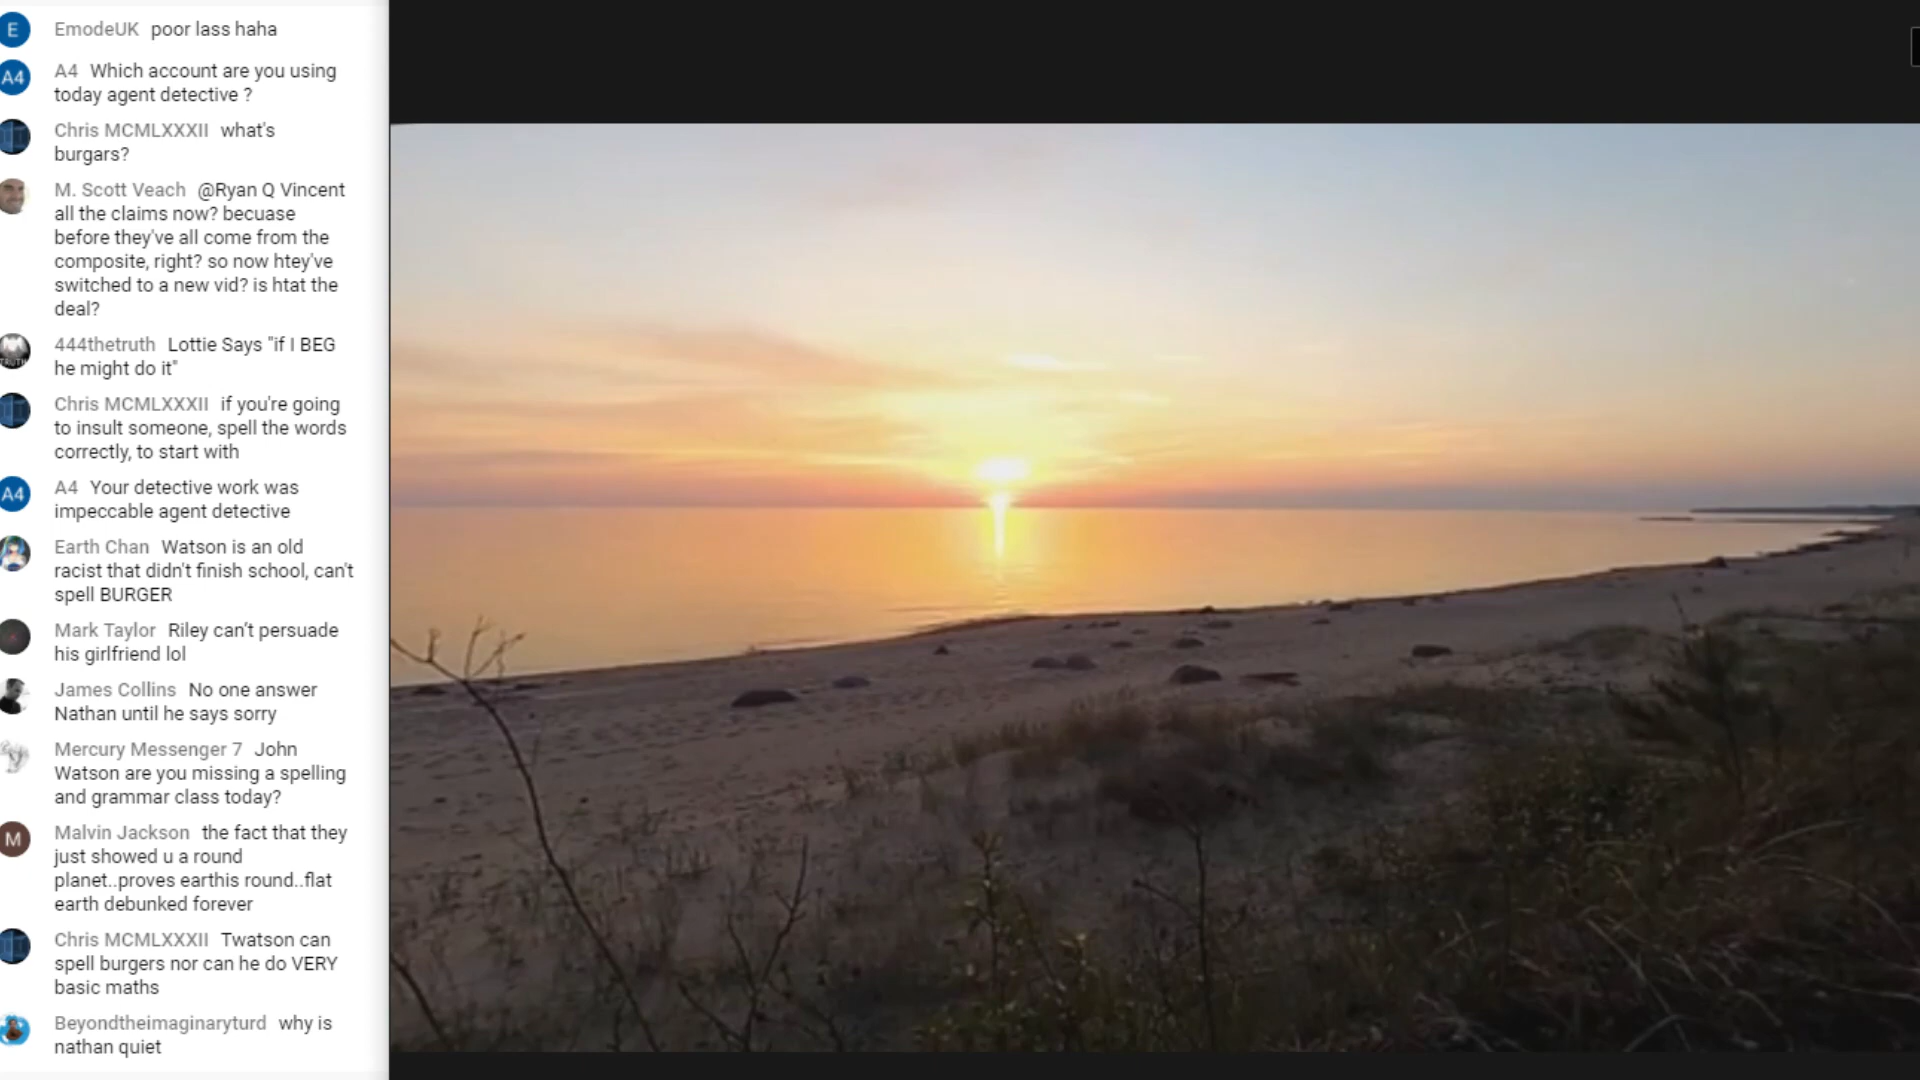 E EmodeUK poor lass haha
A4 A4 Which account are you using
today agent detective ?
Chris MCMLXXXII what's
burgars?
M. Scott Veach @Ryan Q Vincent
all the claims now? becuase
before they've all come from the
composite, right? so now htey've
switched to a new vid? is htat the
deal?
TRUTH 444thetruth Lottie Says "if I BEG
he might do it"
Chris MCMLXXXII if you're going
to insult someone, spell the words
correctly, to start with
A4 A4 Your detective work was
impeccable agent detective
Earth Chan Watson is an old
racist that didn't finish school, can't
spell BURGER
Mark Taylor Riley can't persuade
his girlfriend lol
James Collins No one answer
Nathan until he says sorry
Mercury Messenger 7 John
Watson are you missing a spelling
and grammar class today?
M Malvin Jackson the fact that they
just showed u a round
planet..proves earthis round..flat
earth debunked forever
Chris MCMLXXXII Twatson can
spell burgers nor can he do VERY
basic maths
Beyondtheimaginaryturd why is
nathan quiet